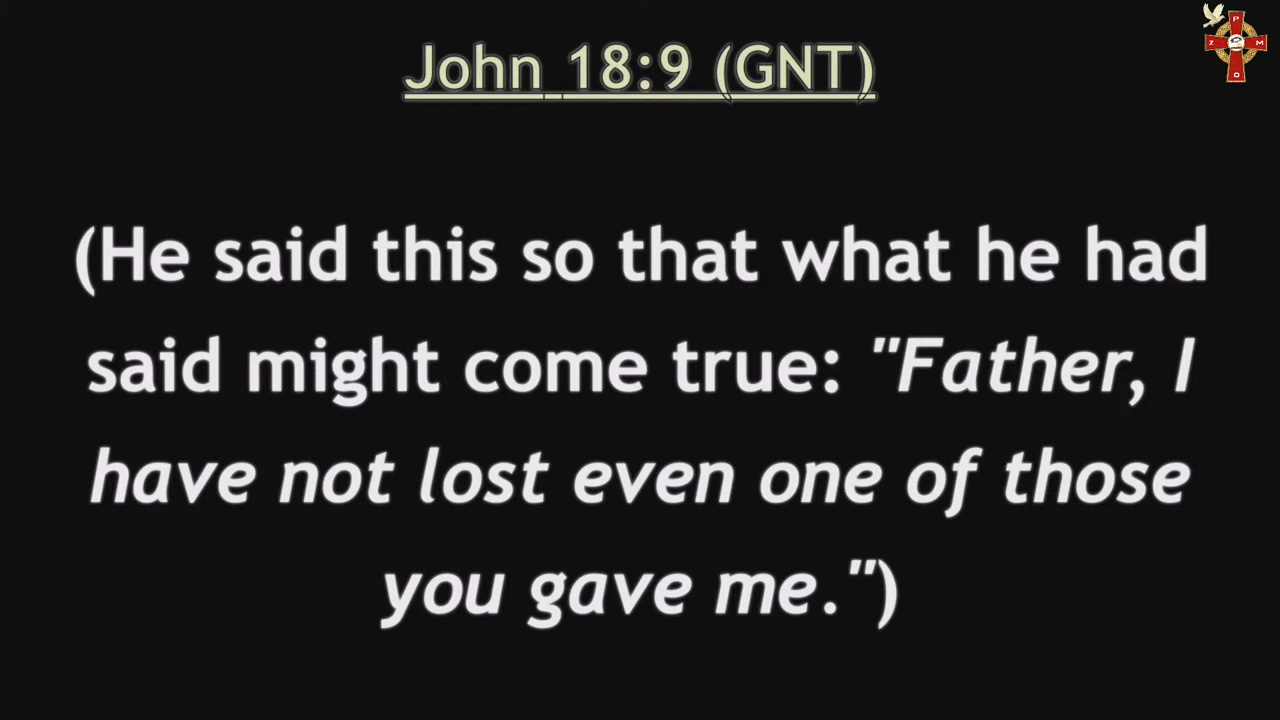 John 18:9 (GNT)
(He said this so that what he had
said might come true: "Father, I
have not lost even one of those
you gave me.")
P
Z M
O